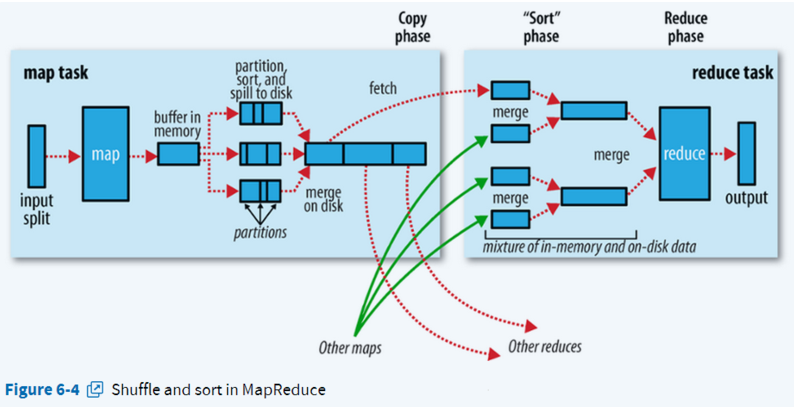 Copy
phase
“Sort”
phase
Reduce
phase
map task
partition,
sort, and
spill to disk
fetch
reduce task
buffer in
memory
merge
map
merge
reduce
input
split
merge
on disk
merge
output
partitions
mixture of in-memory and on-disk data
Other maps
Other reduces
Figure 6-4 Shuffle and sort in MapReduce